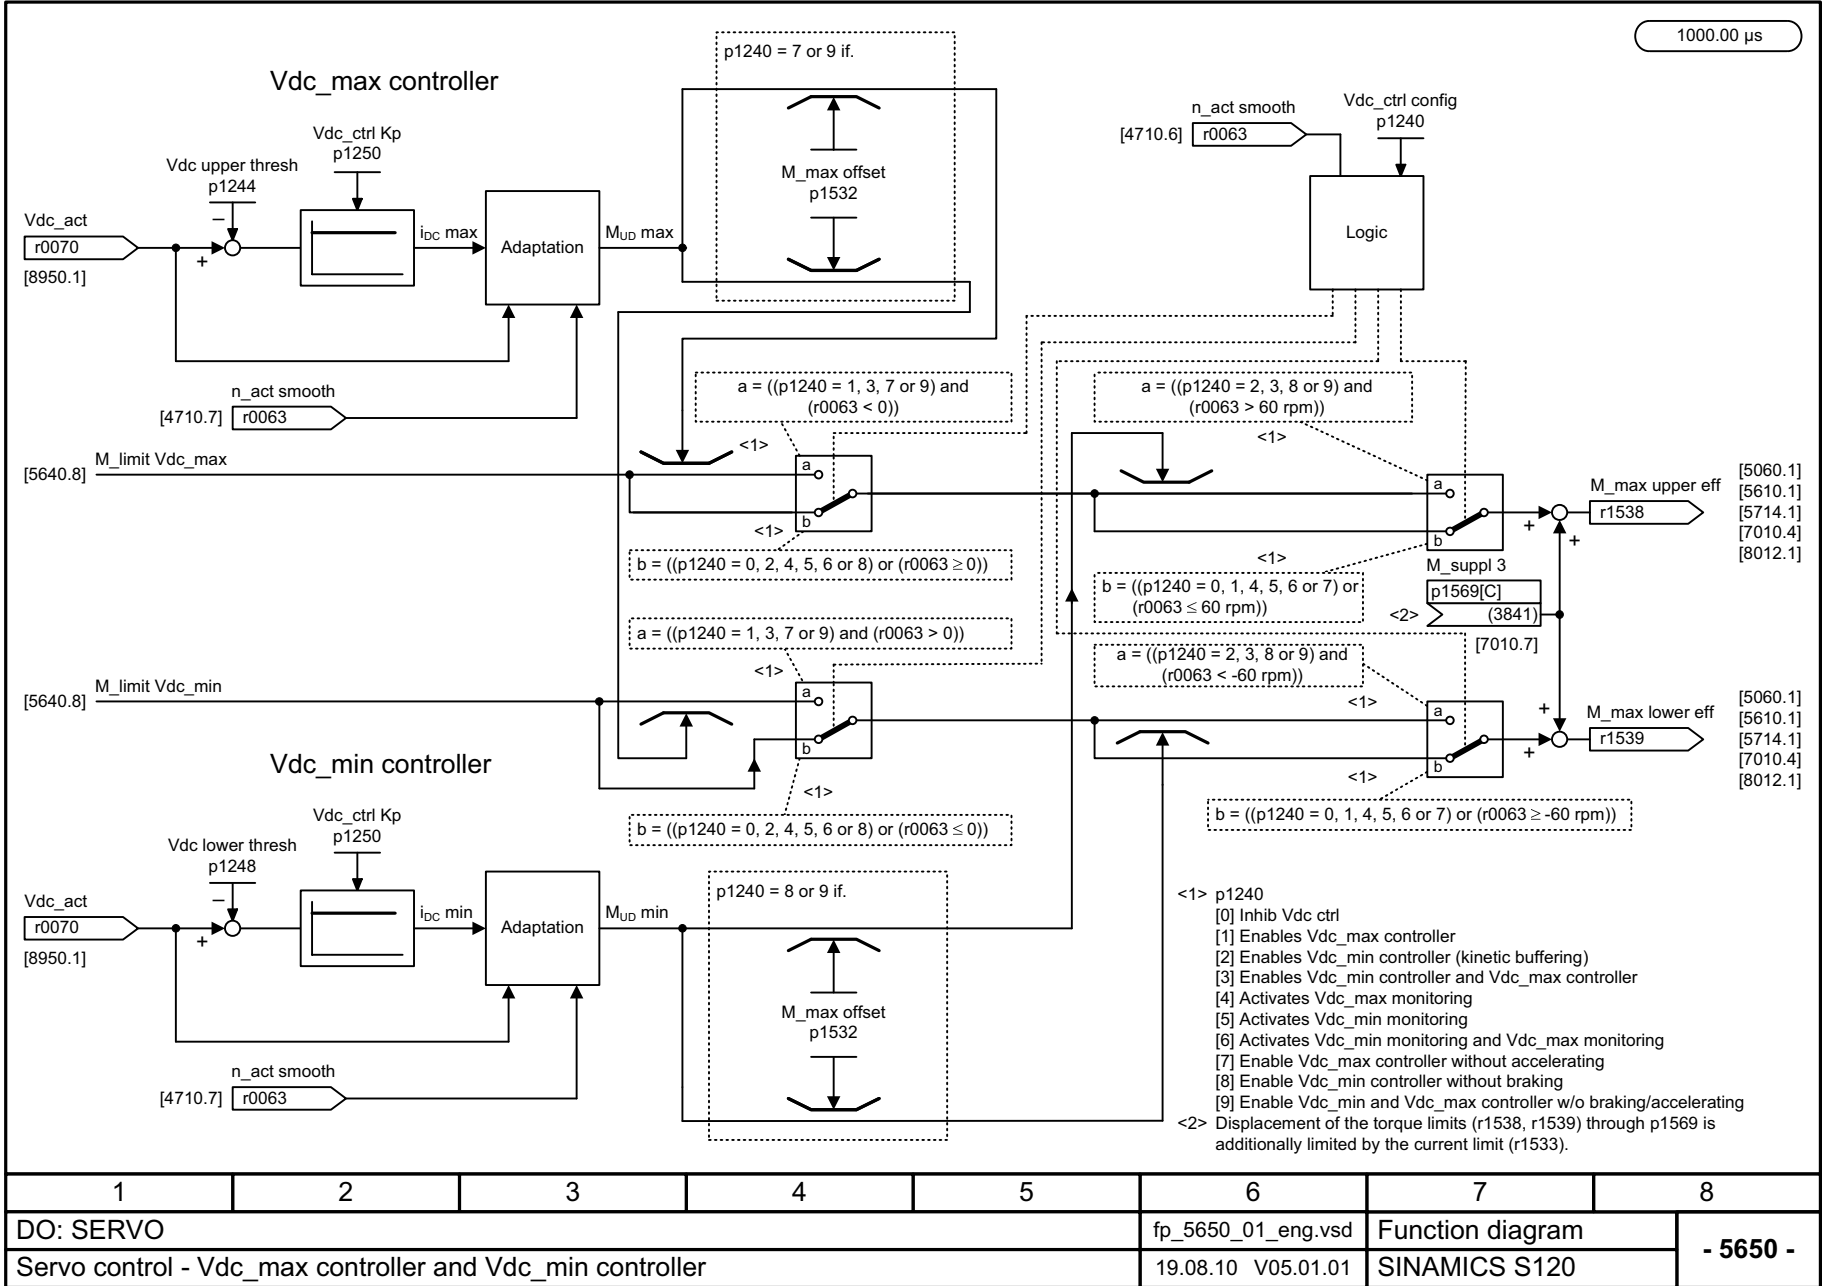 1000.00 µs
Vdc_max controller
p1240 = 7 or 9 if.
Vdc_ctrl Kp
p1250
Vdc upper thresh
p1244
–
Vdc_act
r0070
[8950.1]
+
i_DC max
Adaptation
M_UD max
M_max offset
p1532
n_act smooth
[4710.7]
r0063
n_act smooth
[4710.6]
r0063
Vdc_ctrl config
p1240
Logic
a = ((p1240 = 1, 3, 7 or 9) and
(r0063 < 0))
<1>
a = ((p1240 = 2, 3, 8 or 9) and
(r0063 > 60 rpm))
<1>
[5640.8]
M_limit Vdc_max
a
b
<1>
b = ((p1240 = 0, 2, 4, 5, 6 or 8) or (r0063 ≥ 0))
a
b
<1>
b = ((p1240 = 0, 1, 4, 5, 6 or 7) or
(r0063 ≤ 60 rpm))
+
+
M_max upper eff
r1538
[5060.1]
[5610.1]
[5714.1]
[7010.4]
[8012.1]
M_suppl 3
p1569[C]
<2>
(3841)
[7010.7]
a = ((p1240 = 1, 3, 7 or 9) and (r0063 > 0))
<1>
a = ((p1240 = 2, 3, 8 or 9) and
(r0063 < -60 rpm))
<1>
[5640.8]
M_limit Vdc_min
a
b
<1>
b = ((p1240 = 0, 2, 4, 5, 6 or 8) or (r0063 ≤ 0))
a
b
<1>
b = ((p1240 = 0, 1, 4, 5, 6 or 7) or (r0063 ≥ -60 rpm))
+
+
M_max lower eff
r1539
[5060.1]
[5610.1]
[5714.1]
[7010.4]
[8012.1]
Vdc_min controller
Vdc_ctrl Kp
p1250
Vdc lower thresh
p1248
–
Vdc_act
r0070
[8950.1]
+
i_DC min
Adaptation
M_UD min
p1240 = 8 or 9 if.
M_max offset
p1532
n_act smooth
[4710.7]
r0063
<1> p1240
[0] Inhib Vdc ctrl
[1] Enables Vdc_max controller
[2] Enables Vdc_min controller (kinetic buffering)
[3] Enables Vdc_min controller and Vdc_max controller
[4] Activates Vdc_max monitoring
[5] Activates Vdc_min monitoring
[6] Activates Vdc_min monitoring and Vdc_max monitoring
[7] Enable Vdc_max controller without accelerating
[8] Enable Vdc_min controller without braking
[9] Enable Vdc_min and Vdc_max controller w/o braking/accelerating
<2> Displacement of the torque limits (r1538, r1539) through p1569 is
additionally limited by the current limit (r1533).
1 2 3 4 5 6 7 8
DO: SERVO
fp_5650_01_eng.vsd
Function diagram
- 5650 -
Servo control - Vdc_max controller and Vdc_min controller
19.08.10 V05.01.01
SINAMICS S120